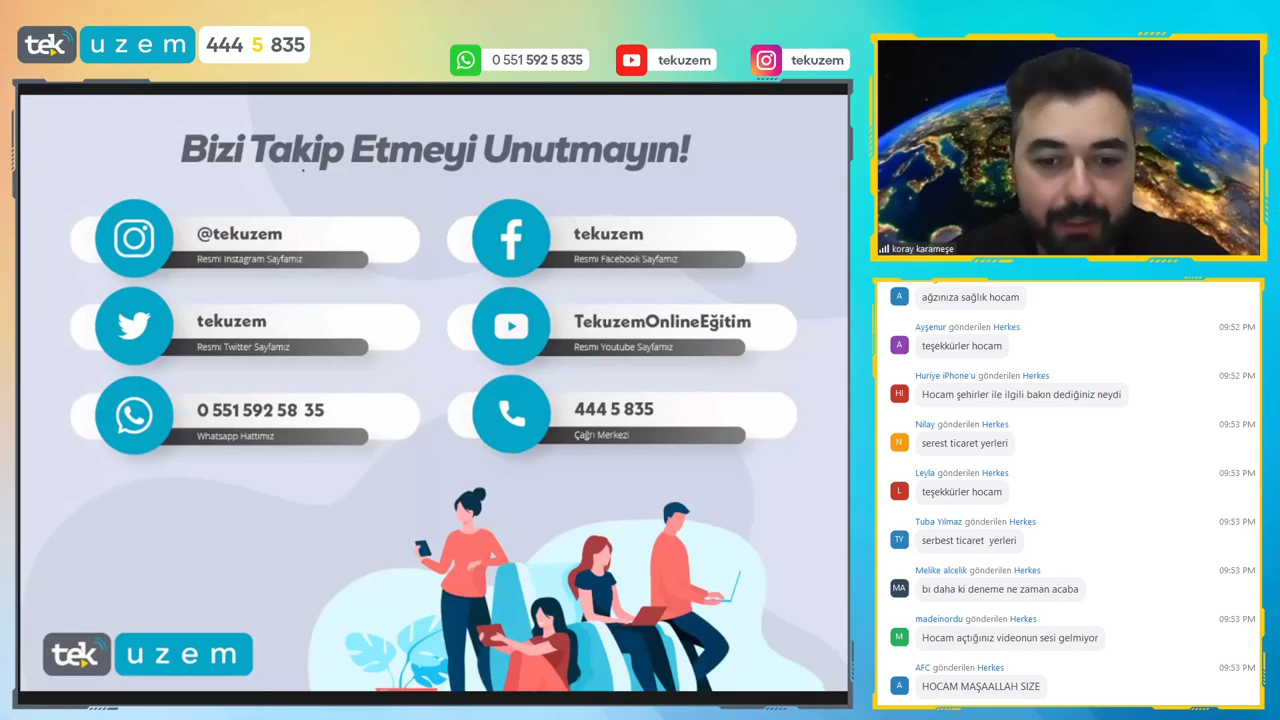 tek uzem 444 5 835
0 551 592 5 835
tekuzem
tekuzem
Bizi Takip Etmeyi Unutmayın!
@tekuzem
Resmi Instagram Sayfamız
tekuzem
Resmi Facebook Sayfamız
tekuzem
Resmi Twitter Sayfamız
TekuzemOnlineEğitim
Resmi Youtube Sayfamız
0 551 592 58 35
Whatsapp Hattımız
444 5 835
Çağrı Merkezi
tek uzem
koray karameşe
A ağzınıza sağlık hocam
Ayşenur gönderilen Herkes 09:52 PM
A teşekkürler hocam
Huriye iPhone'u gönderilen Herkes 09:52 PM
HI Hocam şehirler ile ilgili bakın dediğiniz neydi
Nilay gönderilen Herkes 09:53 PM
N serest ticaret yerleri
Leyla gönderilen Herkes 09:53 PM
L teşekkürler hocam
Tuba Yılmaz gönderilen Herkes 09:53 PM
TY serbest ticaret yerleri
Melike alcelik gönderilen Herkes 09:53 PM
MA bı daha ki deneme ne zaman acaba
madeinordu gönderilen Herkes 09:53 PM
M Hocam açtığınız videonun sesi gelmiyor
AFC gönderilen Herkes 09:53 PM
A HOCAM MAŞAALLAH SIZE